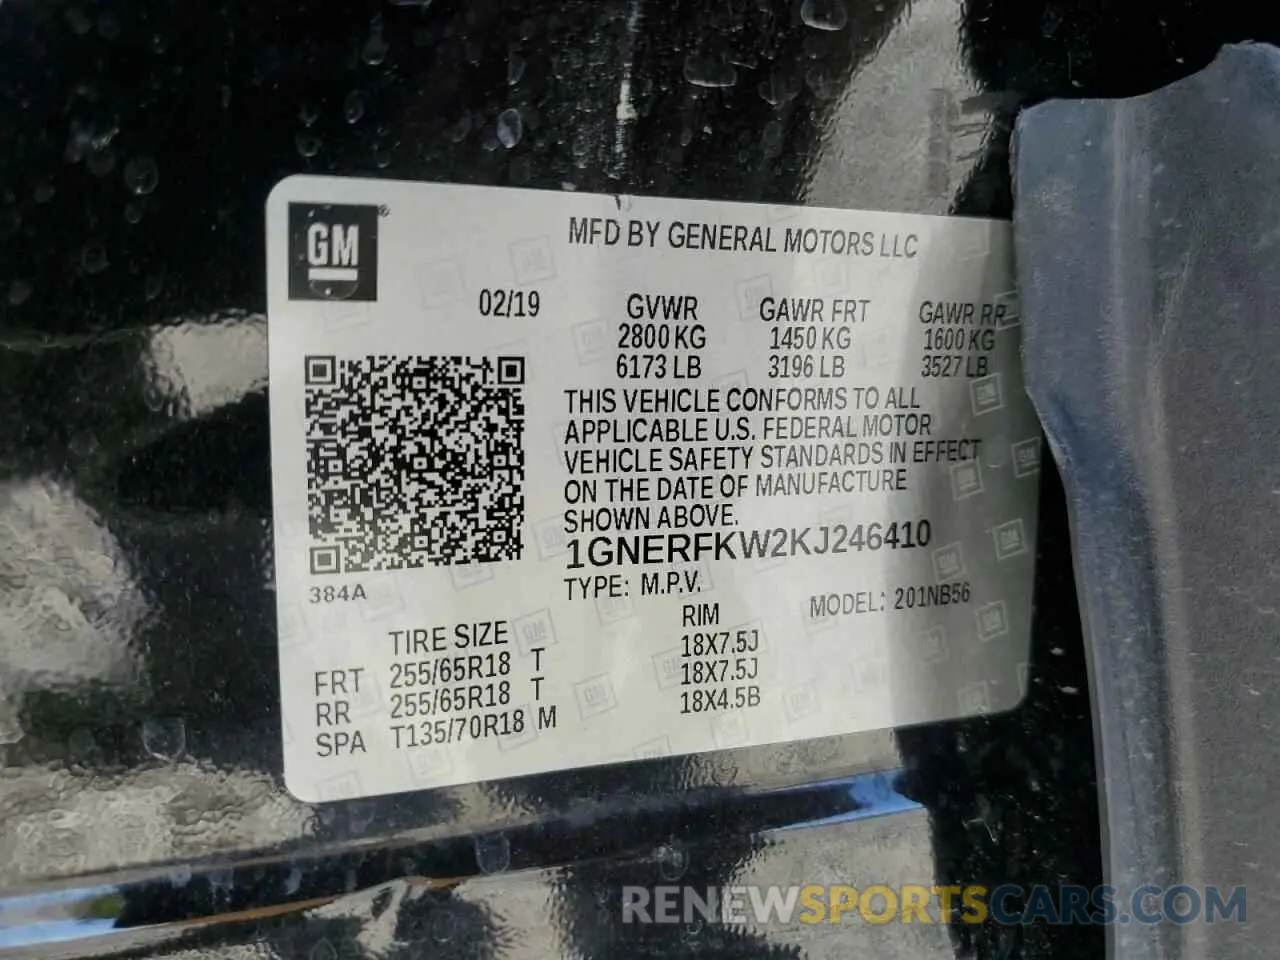 GM ®
MFD BY GENERAL MOTORS LLC
02/19 GVWR GAWR FRT GAWR RR
2800 KG 1450 KG 1600 KG
6173 LB 3196 LB 3527 LB
THIS VEHICLE CONFORMS TO ALL
APPLICABLE U.S. FEDERAL MOTOR
VEHICLE SAFETY STANDARDS IN EFFECT
ON THE DATE OF MANUFACTURE
SHOWN ABOVE.
1GNERFKW2KJ246410
384A
TYPE: M.P.V. MODEL: 201NB56
TIRE SIZE RIM
FRT 255/65R18 T 18X7.5J
RR 255/65R18 T 18X7.5J
SPA T135/70R18 M 18X4.5B
RENEWSPORTSCARS.COM